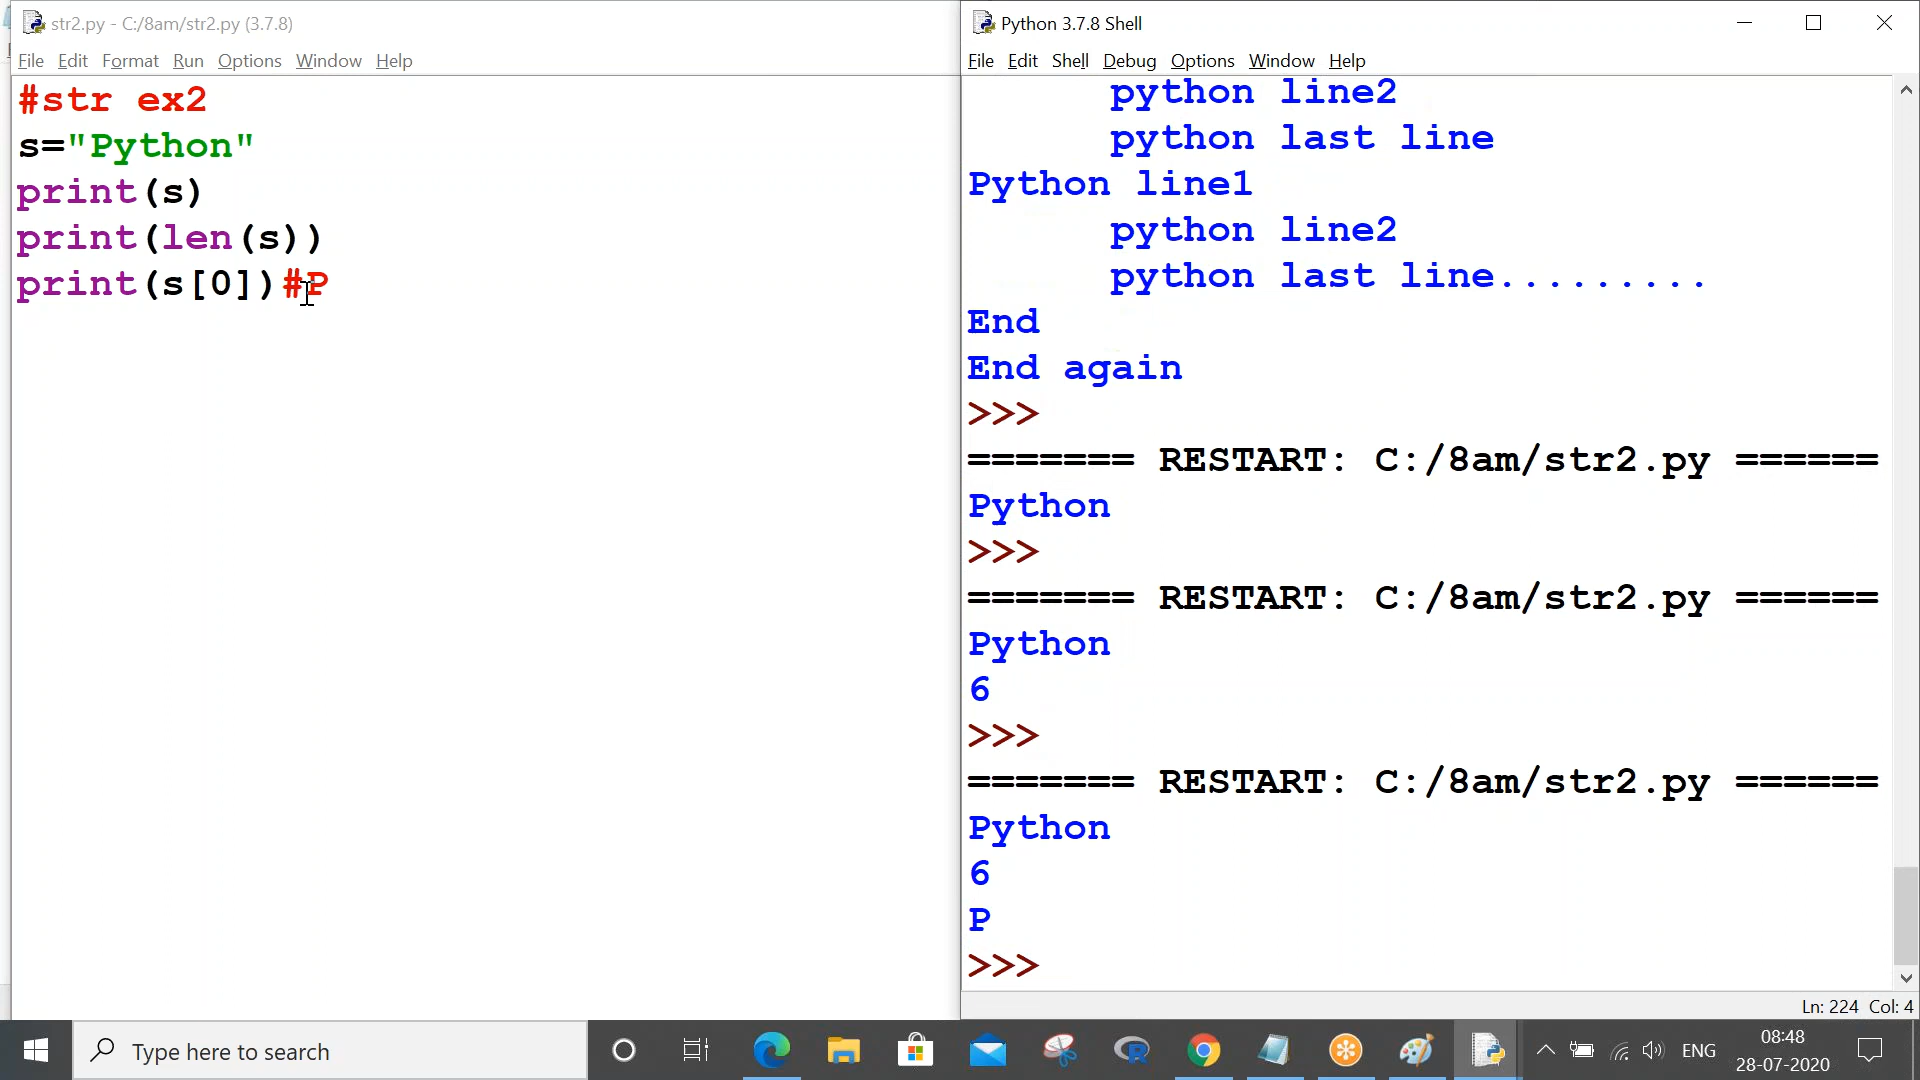 str2.py - C:/8am/str2.py (3.7.8)
File Edit Format Run Options Window Help
#str ex2
s="Python"
print(s)
print(len(s))
print(s[0])#P
Python 3.7.8 Shell
File Edit Shell Debug Options Window Help
python line2
python last line
Python line1
python line2
python last line.........
End
End again
>>>
======= RESTART: C:/8am/str2.py ======
Python
>>>
======= RESTART: C:/8am/str2.py ======
Python
6
>>>
======= RESTART: C:/8am/str2.py ======
Python
6
P
>>>
Ln: 224 Col: 4
Type here to search
R
ENG
08:48
28-07-2020